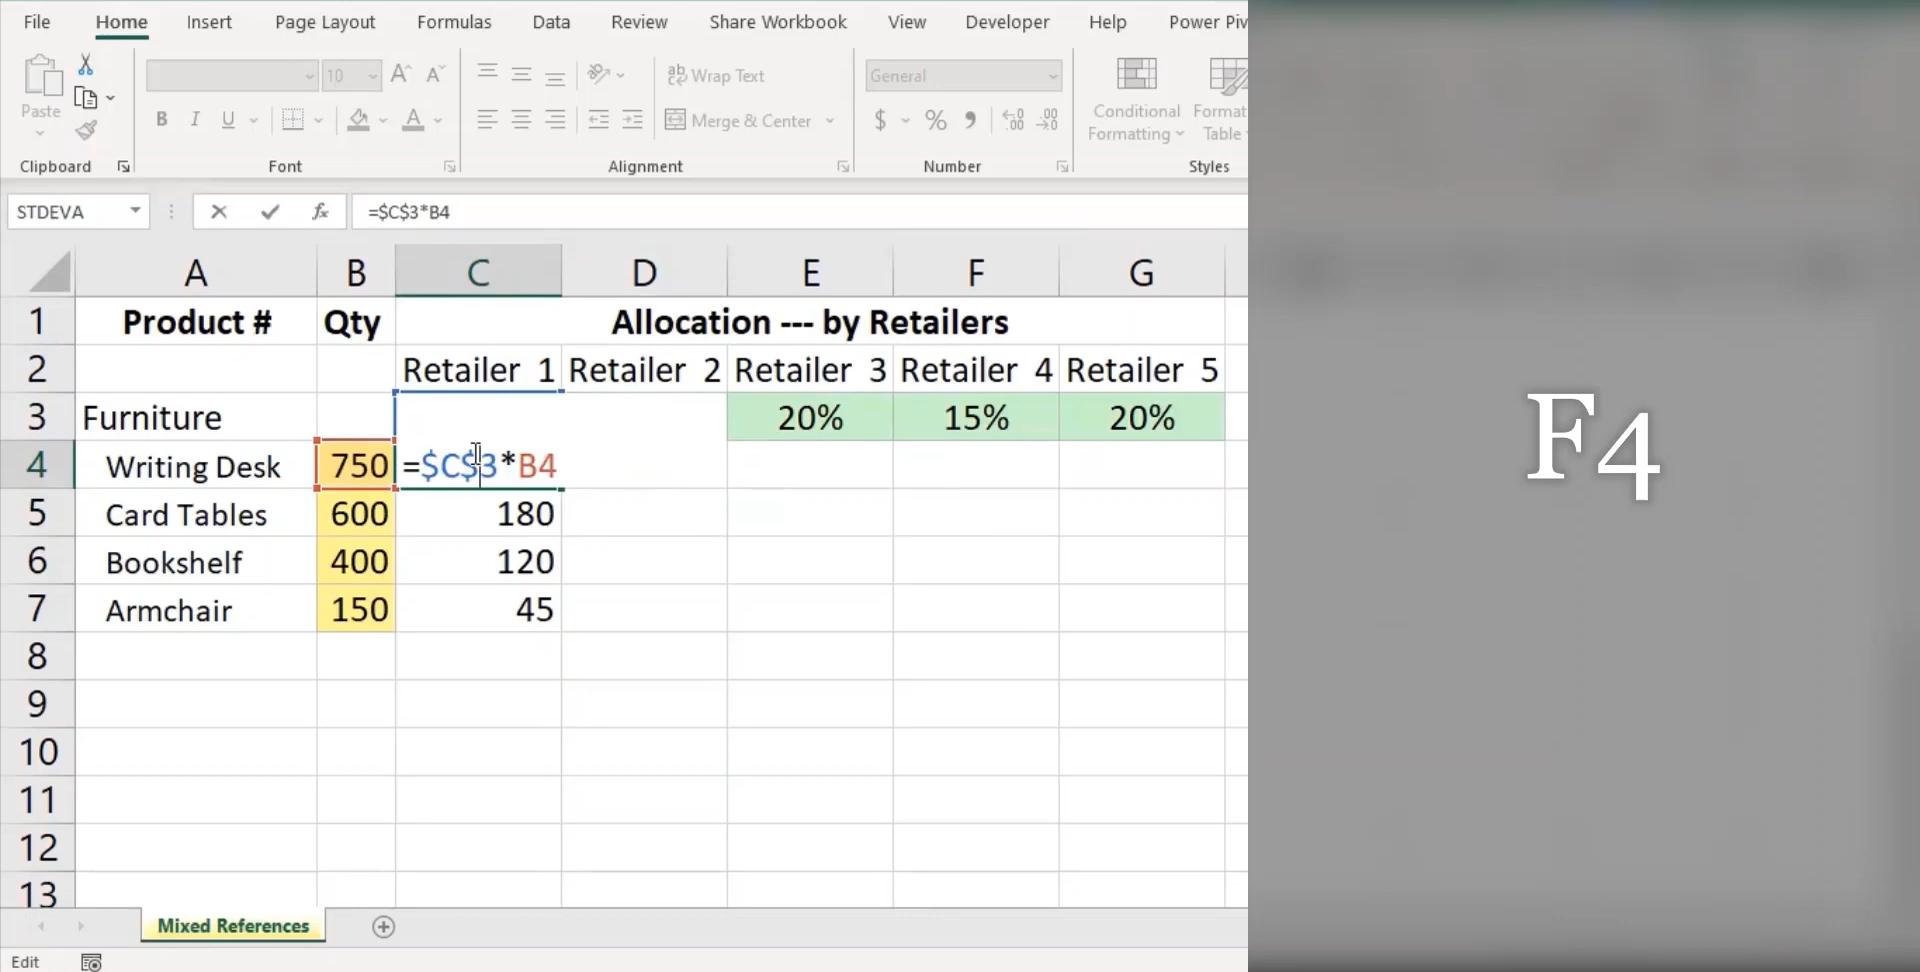 File Home Insert Page Layout Formulas Data Review Share Workbook View Developer Help Power Piv
10 A A ab Wrap Text General
Paste Conditional Format
B I U A Merge & Center $ % Formatting Table
Clipboard Font Alignment Number Styles
STDEVA fx =$C$3*B4
A B C D E F G
1 Product # Qty Allocation --- by Retailers
2 Retailer 1 Retailer 2 Retailer 3 Retailer 4 Retailer 5
3 Furniture 20% 15% 20%
4 Writing Desk 750 =$C$3*B4
5 Card Tables 600 180
6 Bookshelf 400 120
7 Armchair 150 45
8
9
10
11
12
13
Mixed References
Edit
F4